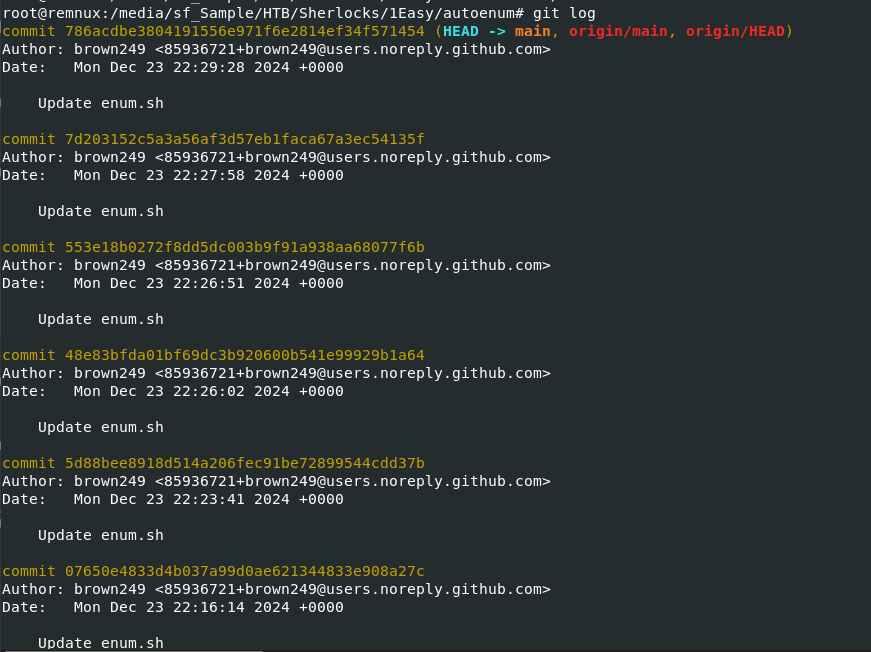 root@remnux:/media/sf_Sample/HTB/Sherlocks/1Easy/autoenum# git log
commit 786acdbe3804191556e971f6e2814ef34f571454 (HEAD -> main, origin/main, origin/HEAD)
Author: brown249 <85936721+brown249@users.noreply.github.com>
Date:   Mon Dec 23 22:29:28 2024 +0000
    Update enum.sh
commit 7d203152c5a3a56af3d57eb1faca67a3ec54135f
Author: brown249 <85936721+brown249@users.noreply.github.com>
Date:   Mon Dec 23 22:27:58 2024 +0000
    Update enum.sh
commit 553e18b0272f8dd5dc003b9f91a938aa68077f6b
Author: brown249 <85936721+brown249@users.noreply.github.com>
Date:   Mon Dec 23 22:26:51 2024 +0000
    Update enum.sh
commit 48e83bfda01bf69dc3b920600b541e99929b1a64
Author: brown249 <85936721+brown249@users.noreply.github.com>
Date:   Mon Dec 23 22:26:02 2024 +0000
    Update enum.sh
commit 5d88bee8918d514a206fec91be72899544cdd37b
Author: brown249 <85936721+brown249@users.noreply.github.com>
Date:   Mon Dec 23 22:23:41 2024 +0000
    Update enum.sh
commit 07650e4833d4b037a99d0ae621344833e908a27c
Author: brown249 <85936721+brown249@users.noreply.github.com>
Date:   Mon Dec 23 22:16:14 2024 +0000
    Update enum.sh